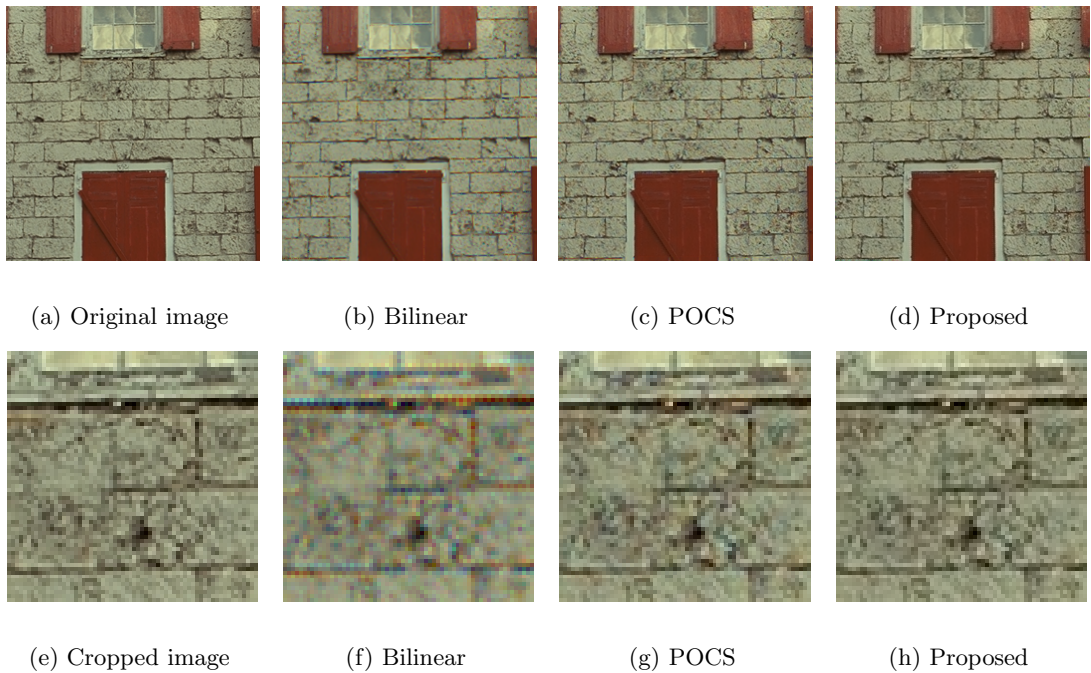 (a) Original image
(b) Bilinear
(c) POCS
(d) Proposed
(e) Cropped image
(f) Bilinear
(g) POCS
(h) Proposed